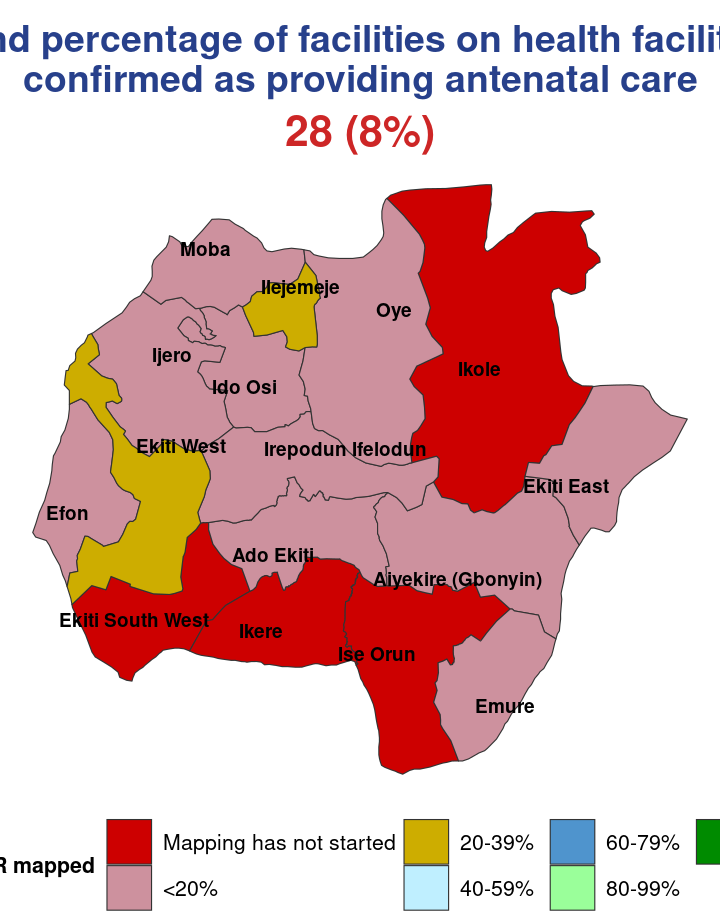 percentage of facilities on health
confirmed as providing antenatal care
28 (8%)
Moba
Ilejemeje
Oye
Ijero
Ikole
Ido Osi
Ekiti West
Irepodun Ifelodun
Ekiti East
Efon
Ado Ekiti
Aiyekire (Gbonyin)
Ekiti South West
Ikere
Ise Orun
Emure
Mapping has not started
20-39%
60-79%
mapped
<20%
40-59%
80-99%